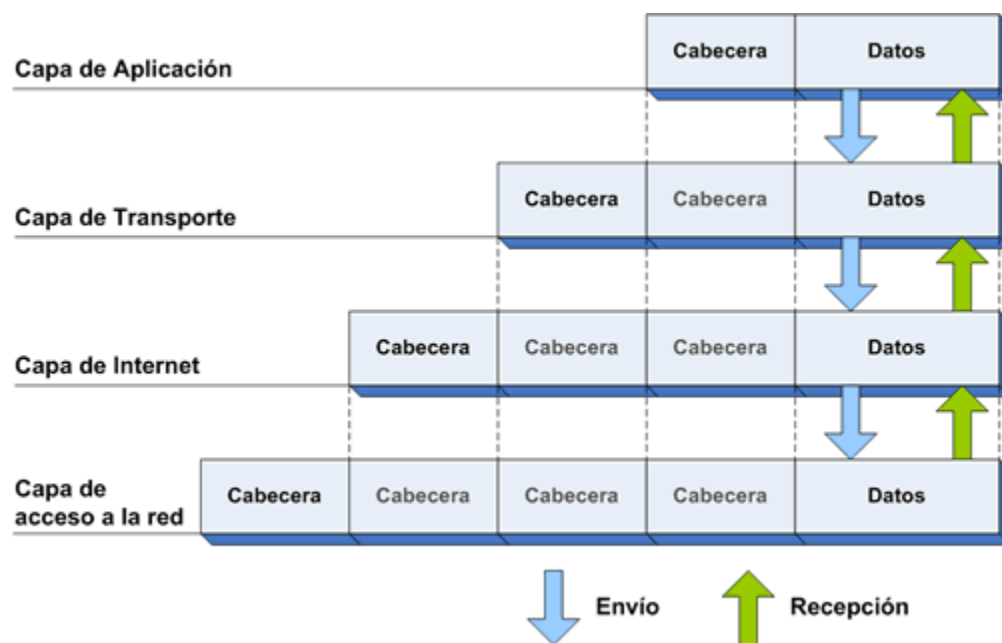 Cabecera Datos
Capa de Aplicación
Cabecera Cabecera Datos
Capa de Transporte
Cabecera Cabecera Cabecera Datos
Capa de Internet
Cabecera Cabecera Cabecera Cabecera Datos
Capa de
acceso a la red
Envío Recepción